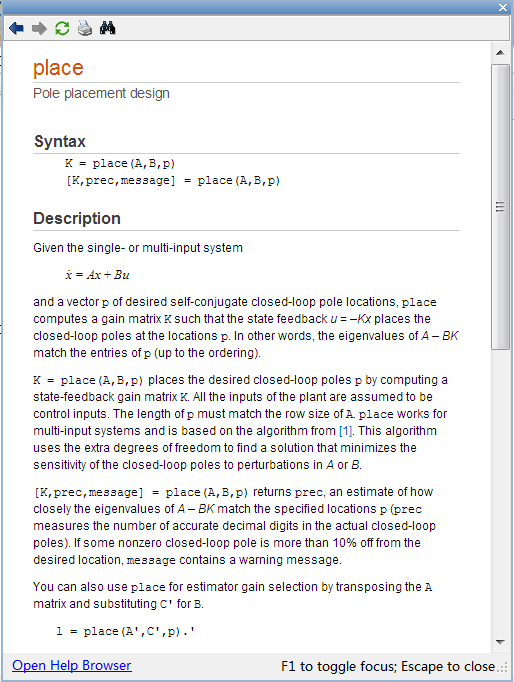 place
Pole placement design
Syntax
K = place(A,B,p)
[K,prec,message] = place(A,B,p)
Description
Given the single- or multi-input system
ẋ = Ax + Bu
and a vector p of desired self-conjugate closed-loop pole locations, place
computes a gain matrix K such that the state feedback u = –Kx places the
closed-loop poles at the locations p. In other words, the eigenvalues of A – BK
match the entries of p (up to the ordering).
K = place(A,B,p) places the desired closed-loop poles p by computing a
state-feedback gain matrix K. All the inputs of the plant are assumed to be
control inputs. The length of p must match the row size of A. place works for
multi-input systems and is based on the algorithm from [1]. This algorithm
uses the extra degrees of freedom to find a solution that minimizes the
sensitivity of the closed-loop poles to perturbations in A or B.
[K,prec,message] = place(A,B,p) returns prec, an estimate of how
closely the eigenvalues of A – BK match the specified locations p (prec
measures the number of accurate decimal digits in the actual closed-loop
poles). If some nonzero closed-loop pole is more than 10% off from the
desired location, message contains a warning message.
You can also use place for estimator gain selection by transposing the A
matrix and substituting C' for B.
l = place(A',C',p).'
Open Help Browser
F1 to toggle focus; Escape to close